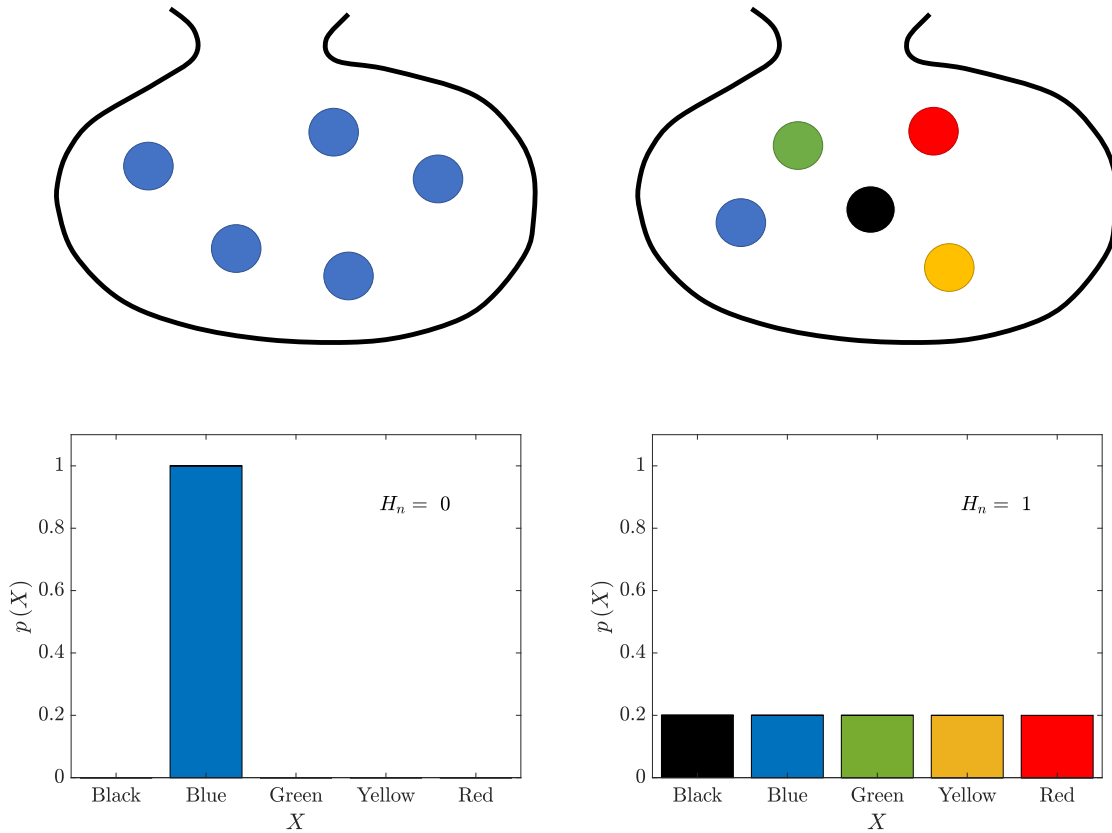 1
0.8
0.6
0.4
0.2
0
p (X)
H_n = 0
Black Blue Green Yellow Red
X
1
0.8
0.6
0.4
0.2
0
p (X)
H_n = 1
Black Blue Green Yellow Red
X